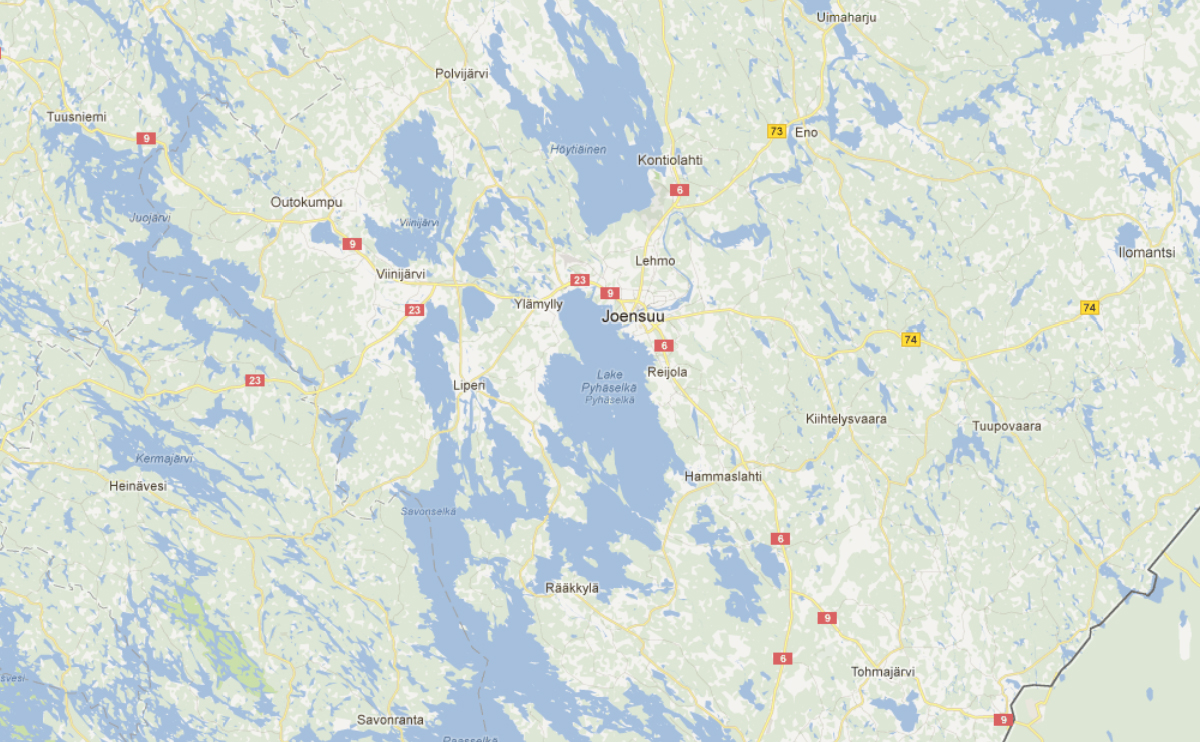 Uimaharju
Polvijärvi
Tuusniemi
9
73
Eno
Höytiäinen
Kontiolahti
6
Outokumpu
Juojärvi
Viinijärvi
9
Lehmo
Ilomantsi
Viinijärvi
23
9
23
Ylämylly
Joensuu
74
74
6
Lake
Pyhäselkä
Pyhäselkä
Reijola
23
Liperi
Kiihtelysvaara
Tuupovaara
Kermajärvi
Heinävesi
Hammaslahti
Savonselkä
6
Rääkkylä
9
6
Tohmajärvi
Savonranta
9